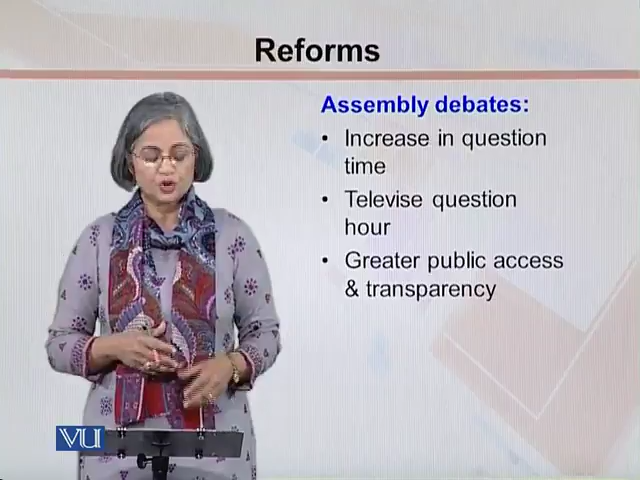 Reforms
Assembly debates:
• Increase in question
time
• Televise question
hour
• Greater public access
& transparency
VU